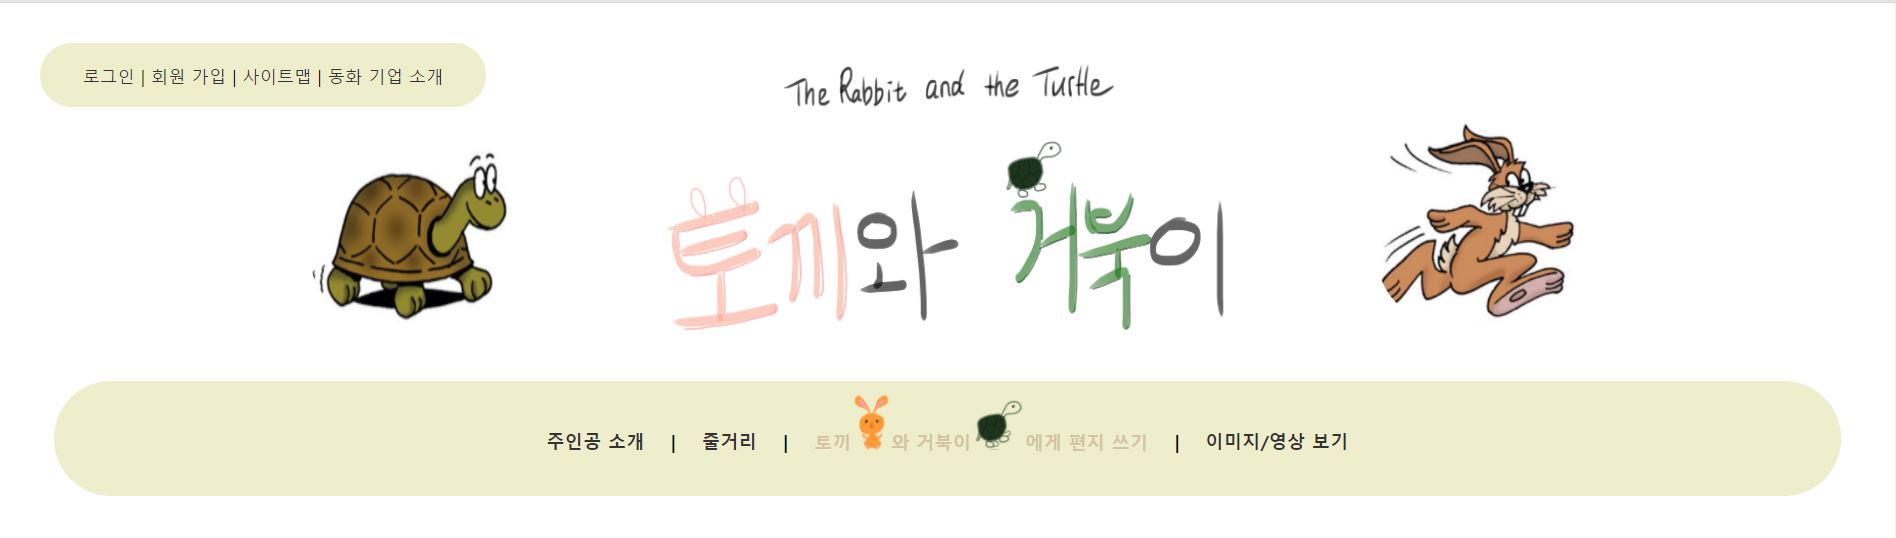 로그인 | 회원 가입 | 사이트맵 | 동화 기업 소개
The Rabbit and the Turtle
토끼와 거북이
주인공 소개 | 줄거리 | 토끼 와 거북이 에게 편지 쓰기 | 이미지/영상 보기